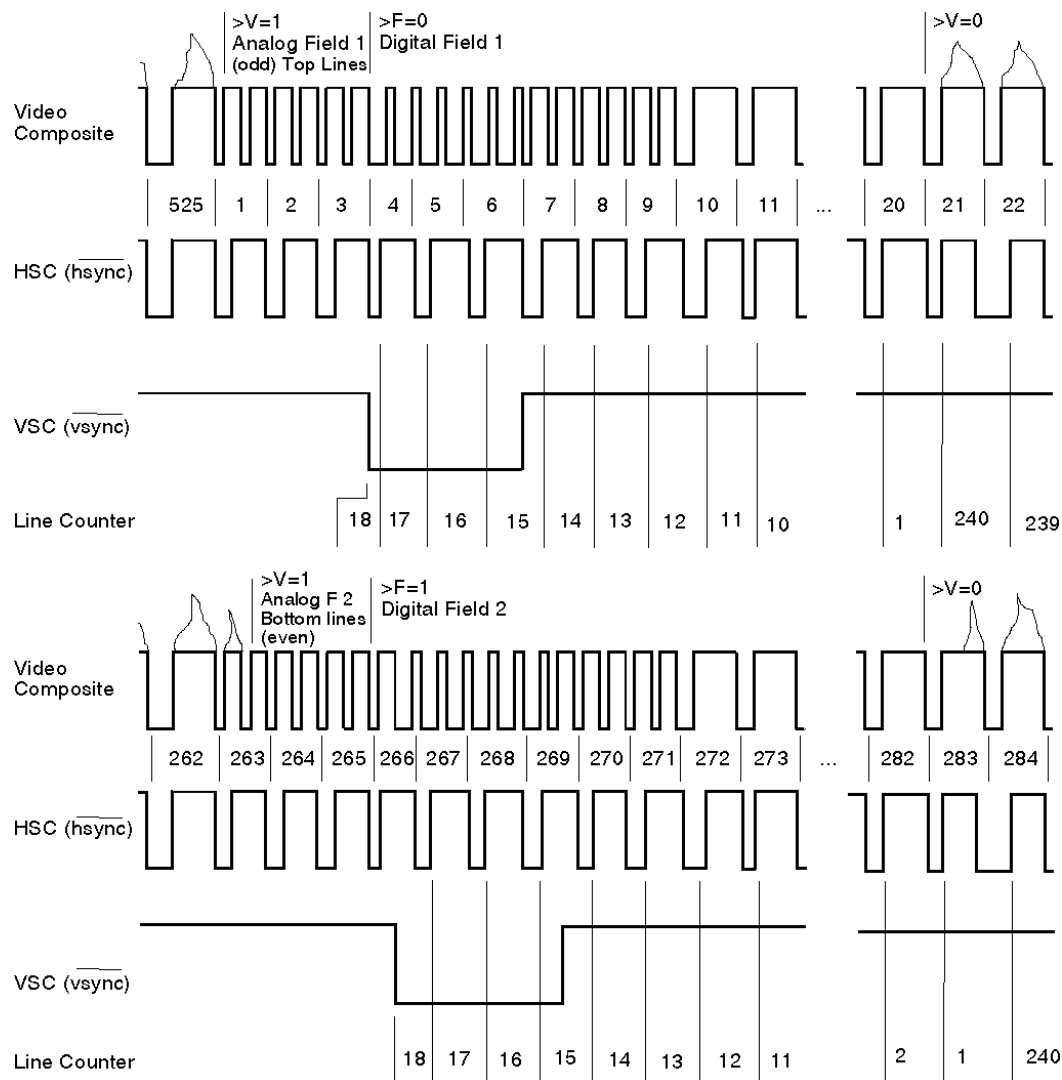 >V=1
Analog Field 1
(odd) Top Lines
>F=0
Digital Field 1
>V=0
Video
Composite
525 1 2 3 4 5 6 7 8 9 10 11 ... 20 21 22
HSC (hsync)
VSC (vsync)
Line Counter
18 17 16 15 14 13 12 11 10 1 240 239
>V=1
Analog F 2
Bottom lines
(even)
>F=1
Digital Field 2
>V=0
Video
Composite
262 263 264 265 266 267 268 269 270 271 272 273 ... 282 283 284
HSC (hsync)
VSC (vsync)
Line Counter
18 17 16 15 14 13 12 11 2 1 240